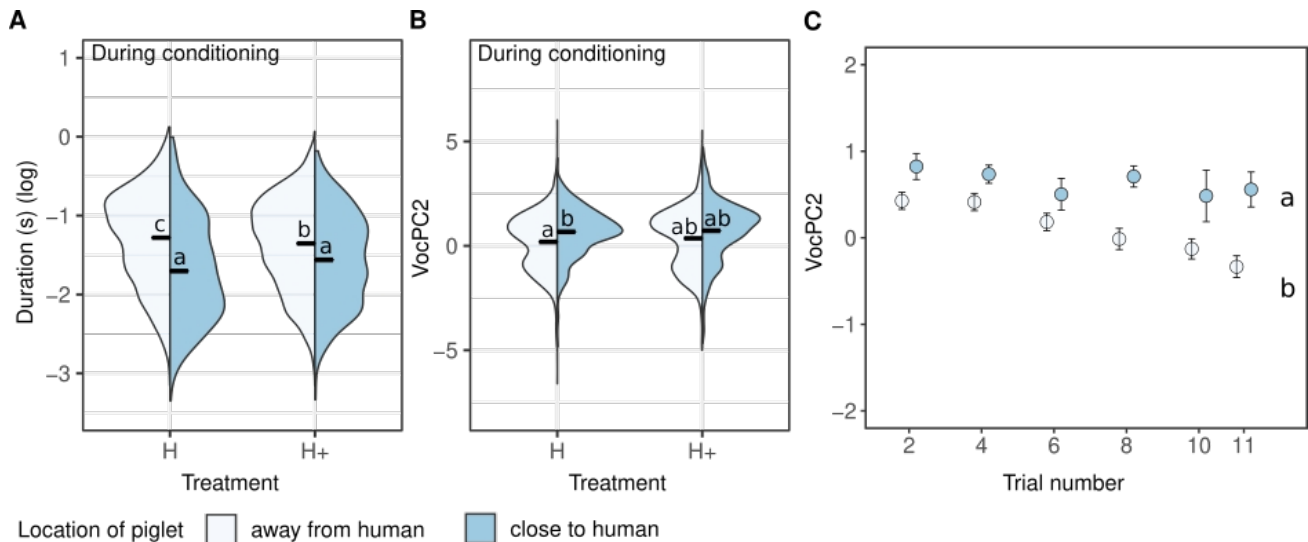 A
During conditioning
1
0
−1
−2
−3
Duration (s) (log)
c
a
b
a
H
H+
Treatment
B
During conditioning
5
0
−5
VocPC2
a
b
ab
ab
H
H+
Treatment
C
2
1
0
−1
−2
VocPC2
a
b
2
4
6
8
10
11
Trial number
Location of piglet
away from human
close to human